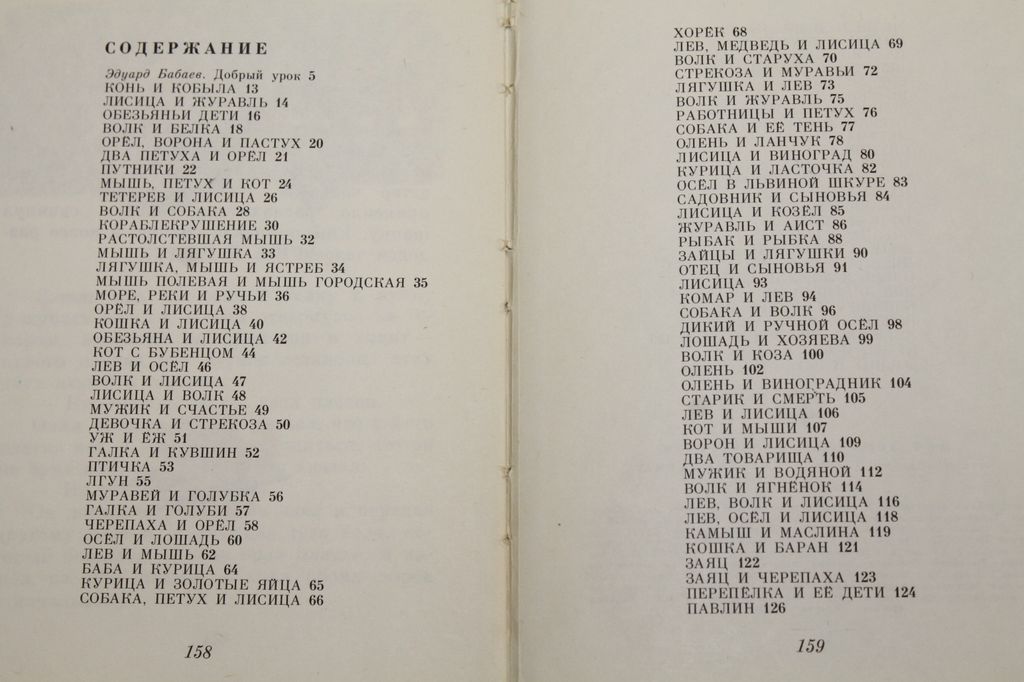 СОДЕРЖАНИЕ
Эдуард Бабаев. Добрый урок 5
КОНЬ И КОБЫЛА 13
ЛИСИЦА И ЖУРАВЛЬ 14
ОБЕЗЬЯНЬИ ДЕТИ 16
ВОЛК И БЕЛКА 18
ОРЁЛ, ВОРОНА И ПАСТУХ 20
ДВА ПЕТУХА И ОРЁЛ 21
ПУТНИКИ 22
МЫШЬ, ПЕТУХ И КОТ 24
ТЕТЕРЕВ И ЛИСИЦА 26
ВОЛК И СОБАКА 28
КОРАБЛЕКРУШЕНИЕ 30
РАСТОЛСТЕВШАЯ МЫШЬ 32
МЫШЬ И ЛЯГУШКА 33
ЛЯГУШКА, МЫШЬ И ЯСТРЕБ 34
МЫШЬ ПОЛЕВАЯ И МЫШЬ ГОРОДСКАЯ 35
МОРЕ, РЕКИ И РУЧЬИ 36
ОРЁЛ И ЛИСИЦА 38
КОШКА И ЛИСИЦА 40
ОБЕЗЬЯНА И ЛИСИЦА 42
КОТ С БУБЕНЦОМ 44
ЛЕВ И ОСЁЛ 46
ВОЛК И ЛИСИЦА 47
ЛИСИЦА И ВОЛК 48
МУЖИК И СЧАСТЬЕ 49
ДЕВОЧКА И СТРЕКОЗА 50
УЖ И ЁЖ 51
ГАЛКА И КУВШИН 52
ПТИЧКА 53
ЛГУН 55
МУРАВЕЙ И ГОЛУБКА 56
ГАЛКА И ГОЛУБИ 57
ЧЕРЕПАХА И ОРЁЛ 58
ОСЁЛ И ЛОШАДЬ 60
ЛЕВ И МЫШЬ 62
БАБА И КУРИЦА 64
КУРИЦА И ЗОЛОТЫЕ ЯЙЦА 65
СОБАКА, ПЕТУХ И ЛИСИЦА 66
158
ХОРЁК 68
ЛЕВ, МЕДВЕДЬ И ЛИСИЦА 69
ВОЛК И СТАРУХА 70
СТРЕКОЗА И МУРАВЬИ 72
ЛЯГУШКА И ЛЕВ 73
ВОЛК И ЖУРАВЛЬ 75
РАБОТНИЦЫ И ПЕТУХ 76
СОБАКА И ЕЁ ТЕНЬ 77
ОЛЕНЬ И ЛАНЧУК 78
ЛИСИЦА И ВИНОГРАД 80
КУРИЦА И ЛАСТОЧКА 82
ОСЁЛ В ЛЬВИНОЙ ШКУРЕ 83
САДОВНИК И СЫНОВЬЯ 84
ЛИСИЦА И КОЗЁЛ 85
ЖУРАВЛЬ И АИСТ 86
РЫБАК И РЫБКА 88
ЗАЙЦЫ И ЛЯГУШКИ 90
ОТЕЦ И СЫНОВЬЯ 91
ЛИСИЦА 93
КОМАР И ЛЕВ 94
СОБАКА И ВОЛК 96
ДИКИЙ И РУЧНОЙ ОСЁЛ 98
ЛОШАДЬ И ХОЗЯЕВА 99
ВОЛК И КОЗА 100
ОЛЕНЬ 102
ОЛЕНЬ И ВИНОГРАДНИК 104
СТАРИК И СМЕРТЬ 105
ЛЕВ И ЛИСИЦА 106
КОТ И МЫШИ 107
ВОРОН И ЛИСИЦА 109
ДВА ТОВАРИЩА 110
МУЖИК И ВОДЯНОЙ 112
ВОЛК И ЯГНЁНОК 114
ЛЕВ, ВОЛК И ЛИСИЦА 116
ЛЕВ, ОСЁЛ И ЛИСИЦА 118
КАМЫШ И МАСЛИНА 119
КОШКА И БАРАН 121
ЗАЯЦ 122
ЗАЯЦ И ЧЕРЕПАХА 123
ПЕРЕПЁЛКА И ЕЁ ДЕТИ 124
ПАВЛИН 126
159